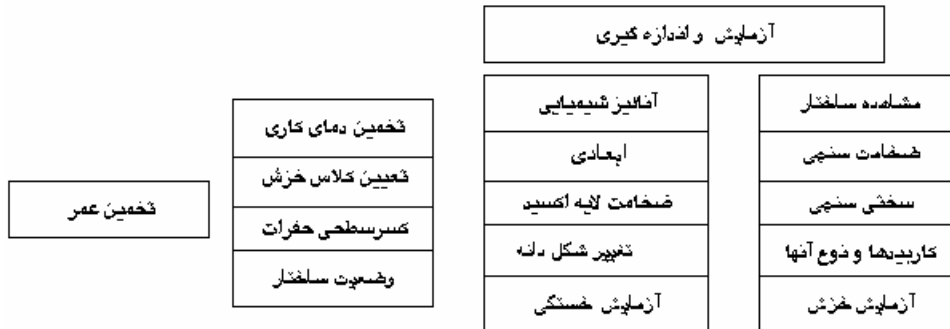 آزمایش و اندازه گیری
مشاهده ساختار
ضخامت سنجی
سختی سنجی
کاربیدها و نوع آنها
آزمایش خزش
آنالیز شیمیایی
ابعادی
ضخامت لایه اکسید
تغییر شکل دانه
آزمایش خستگی
تخمین دمای کاری
تعیین کلاس خزش
کسرسطحی حفرات
وضعیت ساختار
تخمین عمر